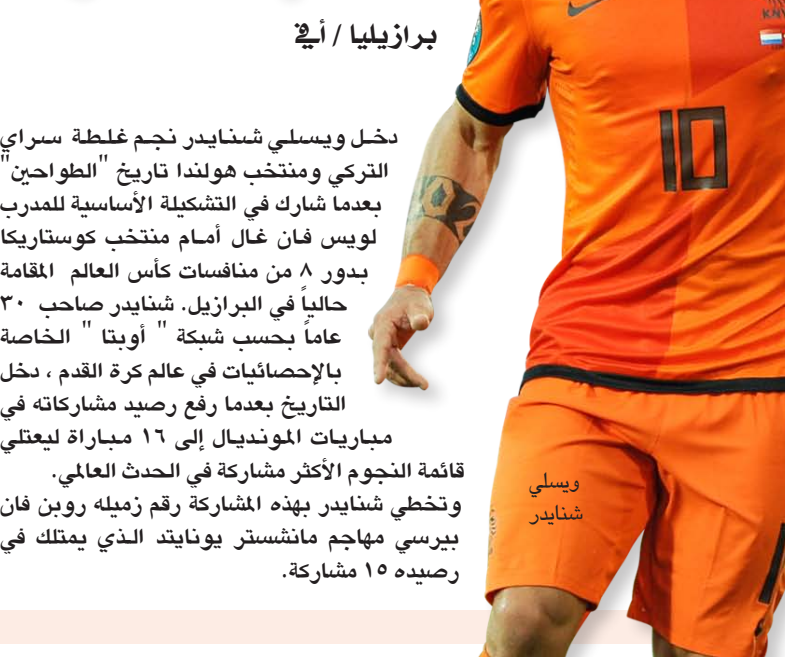 برازيليا / أي
دخل ويسلي شنايدر نجم غلطة سراي
التركي ومنتخب هولندا تاريخ "الطواحين"
بعدما شارك في التشكيلة الأساسية للمدرب
لويس فان غال أمام منتخب كوستاريكا
بدور ٨ من منافسات كأس العالم المقامة
حالياً في البرازيل. شنايدر صاحب ٣٠
عاماً بحسب شبكة " أوبتا " الخاصة
بالإحصائيات في عالم كرة القدم ، دخل
التاريخ بعدما رفع رصيد مشاركاته في
مباريات المونديال إلى ١٦ مباراة ليعتلي
قائمة النجوم الأكثر مشاركة في الحدث العالمي.
وتخطي شنايدر بهذه المشاركة رقم زميله روبن فان
بيرسي مهاجم مانشستر يونايتد الذي يمتلك في
رصيده ١٥ مشاركة.
10
ويسلي
شنايدر